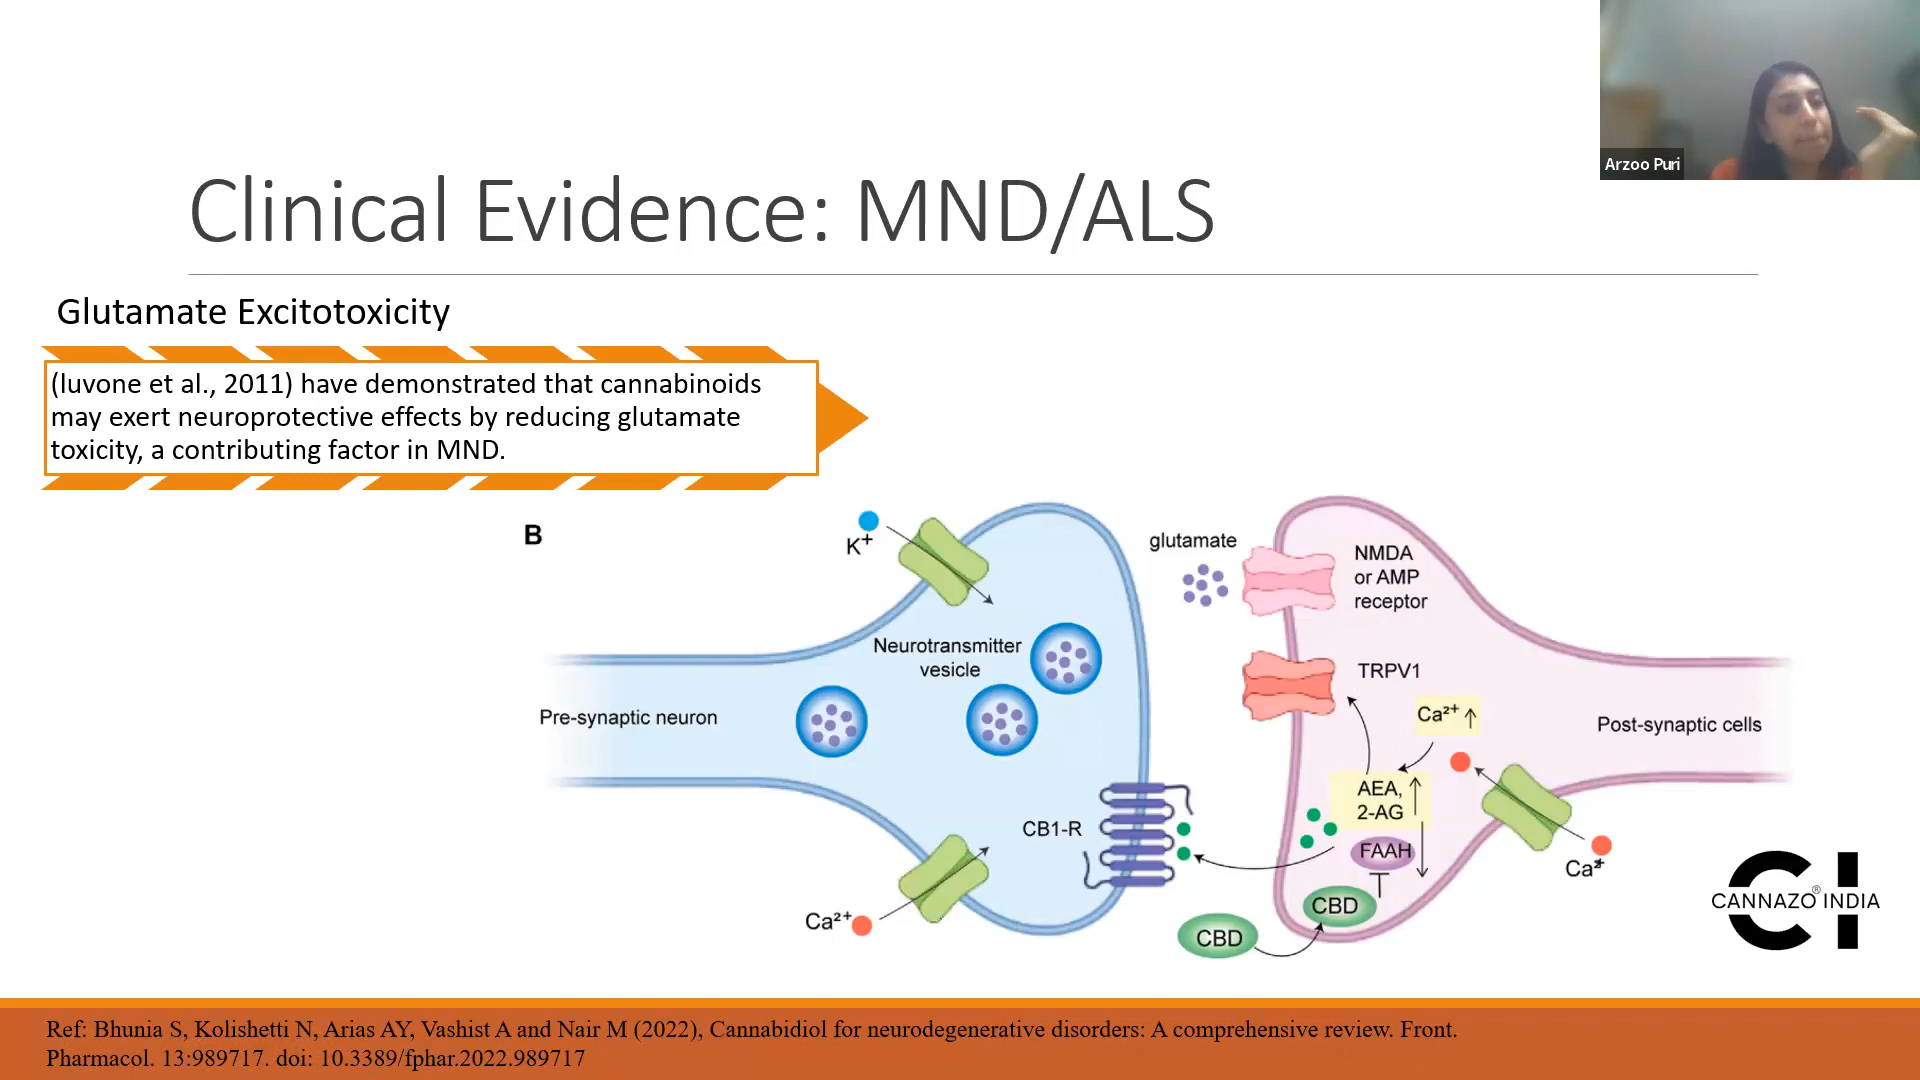 Arzoo Puri
Clinical Evidence: MND/ALS
Glutamate Excitotoxicity
(Iuvone et al., 2011) have demonstrated that cannabinoids
may exert neuroprotective effects by reducing glutamate
toxicity, a contributing factor in MND.
B
K⁺
glutamate
NMDA
or AMP
receptor
Neurotransmitter
vesicle
TRPV1
Ca²⁺ ↑
Pre-synaptic neuron
Post-synaptic cells
AEA,
2-AG
CB1-R
FAAH
Ca²⁺
CBD
Ca²⁺
CBD
CI
CANNAZO® INDIA
Ref: Bhunia S, Kolishetti N, Arias AY, Vashist A and Nair M (2022), Cannabidiol for neurodegenerative disorders: A comprehensive review. Front.
Pharmacol. 13:989717. doi: 10.3389/fphar.2022.989717